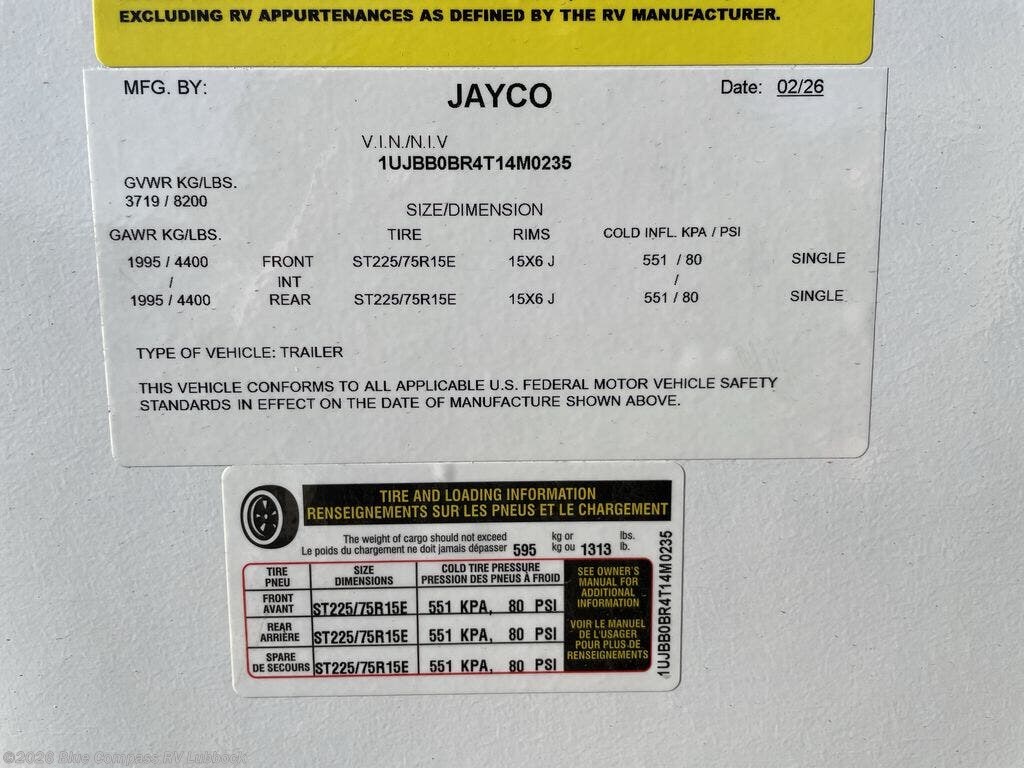 EXCLUDING RV APPURTENANCES AS DEFINED BY THE RV MANUFACTURER.
MFG. BY: JAYCO Date: 02/26
V.I.N./N.I.V
1UJBB0BR4T14M0235
GVWR KG/LBS.
3719 / 8200
SIZE/DIMENSION
GAWR KG/LBS. TIRE RIMS COLD INFL. KPA / PSI
1995 / 4400 FRONT ST225/75R15E 15X6 J 551 / 80 SINGLE
/ INT /
1995 / 4400 REAR ST225/75R15E 15X6 J 551 / 80 SINGLE
TYPE OF VEHICLE: TRAILER
THIS VEHICLE CONFORMS TO ALL APPLICABLE U.S. FEDERAL MOTOR VEHICLE SAFETY
STANDARDS IN EFFECT ON THE DATE OF MANUFACTURE SHOWN ABOVE.
TIRE AND LOADING INFORMATION
RENSEIGNEMENTS SUR LES PNEUS ET LE CHARGEMENT
The weight of cargo should not exceed kg or lbs.
Le poids du chargement ne doit jamais dépasser 595 kg ou 1313 lb.
TIRE SIZE COLD TIRE PRESSURE
PNEU DIMENSIONS PRESSION DES PNEUS À FROID
FRONT
AVANT ST225/75R15E 551 KPA, 80 PSI
REAR
ARRIÈRE ST225/75R15E 551 KPA, 80 PSI
SPARE
DE SECOURS ST225/75R15E 551 KPA, 80 PSI
SEE OWNER'S
MANUAL FOR
ADDITIONAL
INFORMATION
VOIR LE MANUEL
DE L'USAGER
POUR PLUS DE
RENSEIGNEMENTS
1UJBB0BR4T14M0235
©2026 Blue Compass RV Lubbock